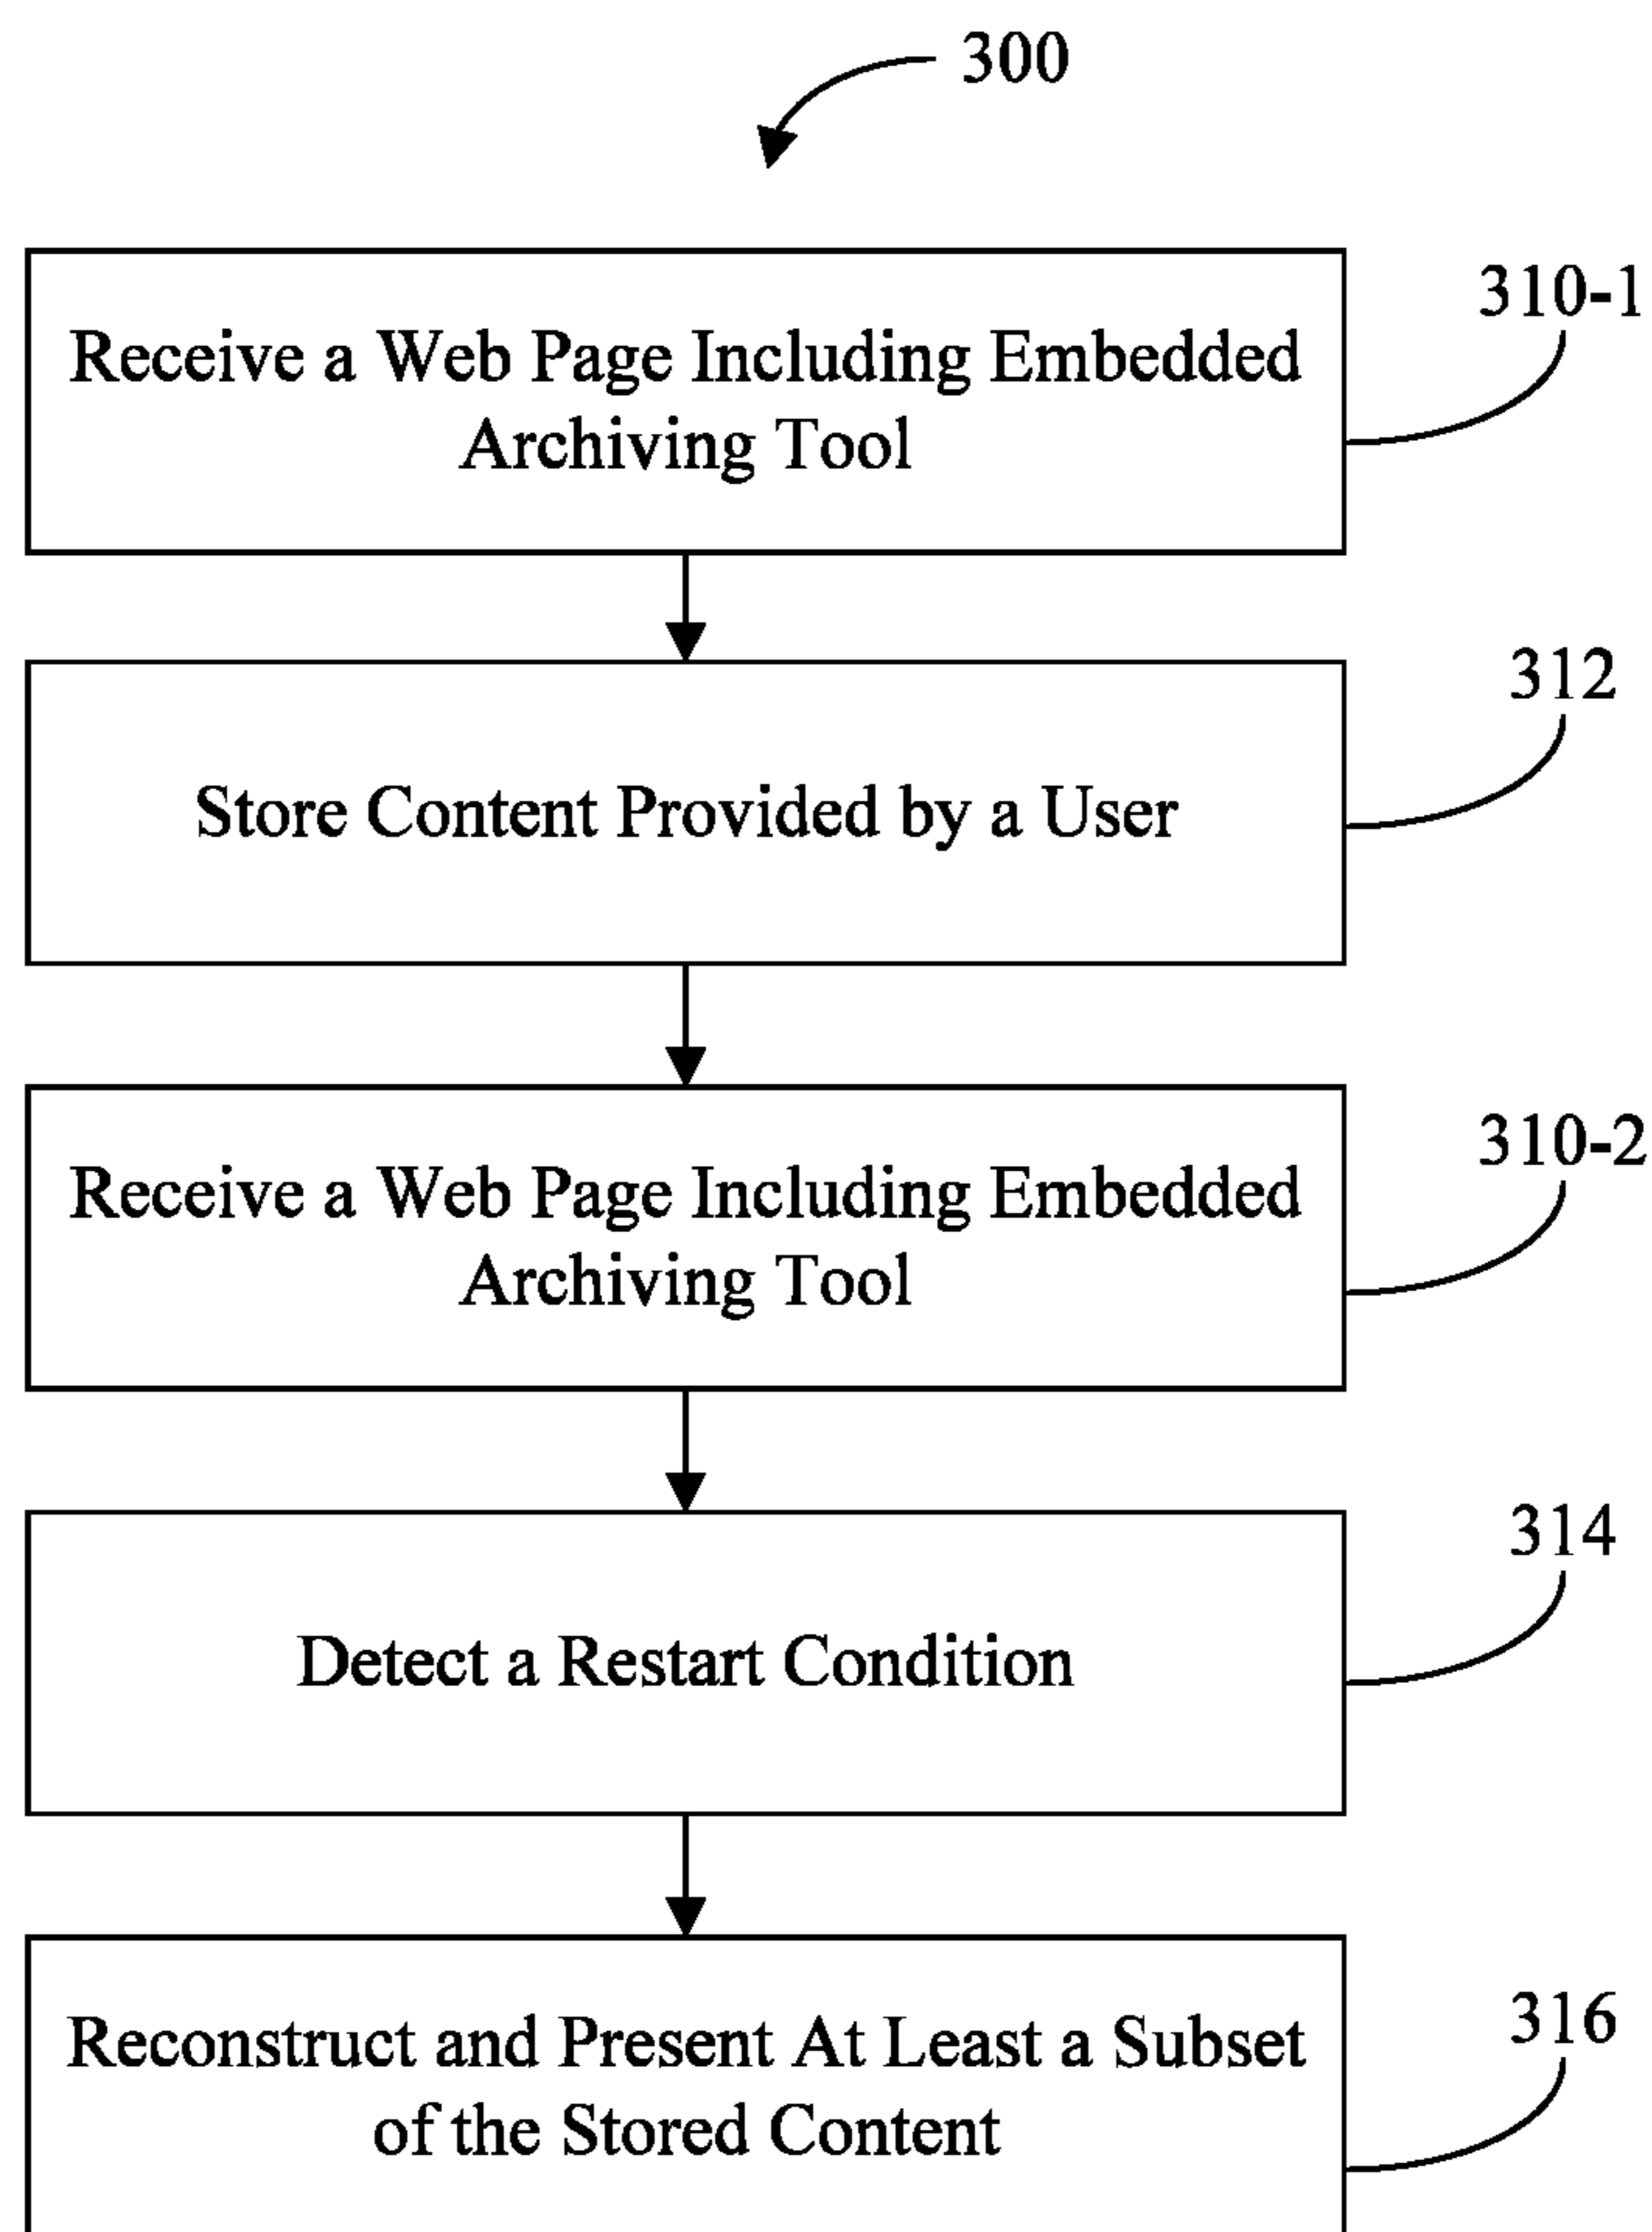 300
310-1
Receive a Web Page Including Embedded
Archiving Tool
312
Store Content Provided by a User
310-2
Receive a Web Page Including Embedded
Archiving Tool
314
Detect a Restart Condition
316
Reconstruct and Present At Least a Subset
of the Stored Content